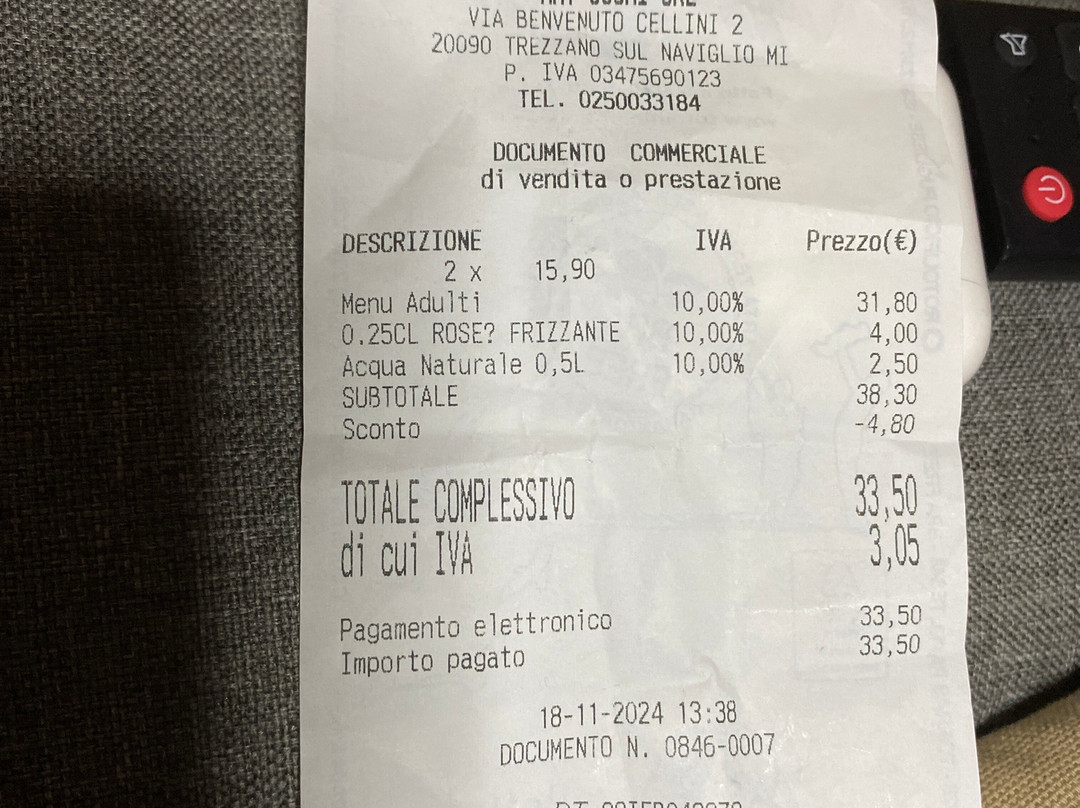 VIA BENVENUTO CELLINI 2
20090 TREZZANO SUL NAVIGLIO MI
P. IVA 03475690123
TEL. 0250033184
DOCUMENTO COMMERCIALE
di vendita o prestazione
DESCRIZIONE IVA Prezzo(€)
2 x 15,90
Menu Adulti 10,00% 31,80
0.25CL ROSE? FRIZZANTE 10,00% 4,00
Acqua Naturale 0,5L 10,00% 2,50
SUBTOTALE 38,30
Sconto -4,80
TOTALE COMPLESSIVO 33,50
di cui IVA 3,05
Pagamento elettronico 33,50
Importo pagato 33,50
18-11-2024 13:38
DOCUMENTO N. 0846-0007